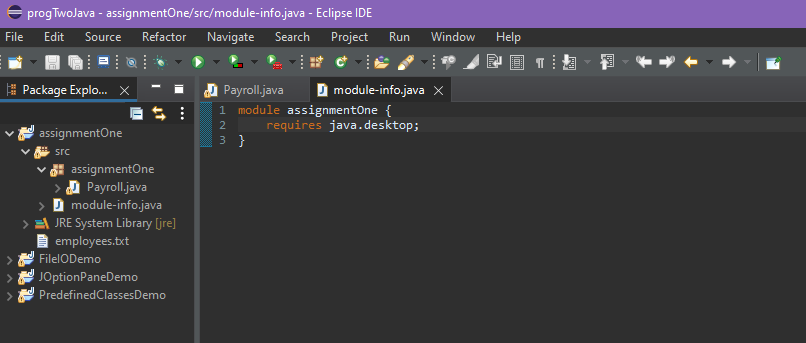 progTwoJava - assignmentOne/src/module-info.java - Eclipse IDE
File Edit Source Refactor Navigate Search Project Run Window Help
Package Explo... Payroll.java module-info.java
1 module assignmentOne {
2 requires java.desktop;
3 }
assignmentOne
src
assignmentOne
Payroll.java
module-info.java
JRE System Library [jre]
employees.txt
FileIODemo
JOptionPaneDemo
PredefinedClassesDemo